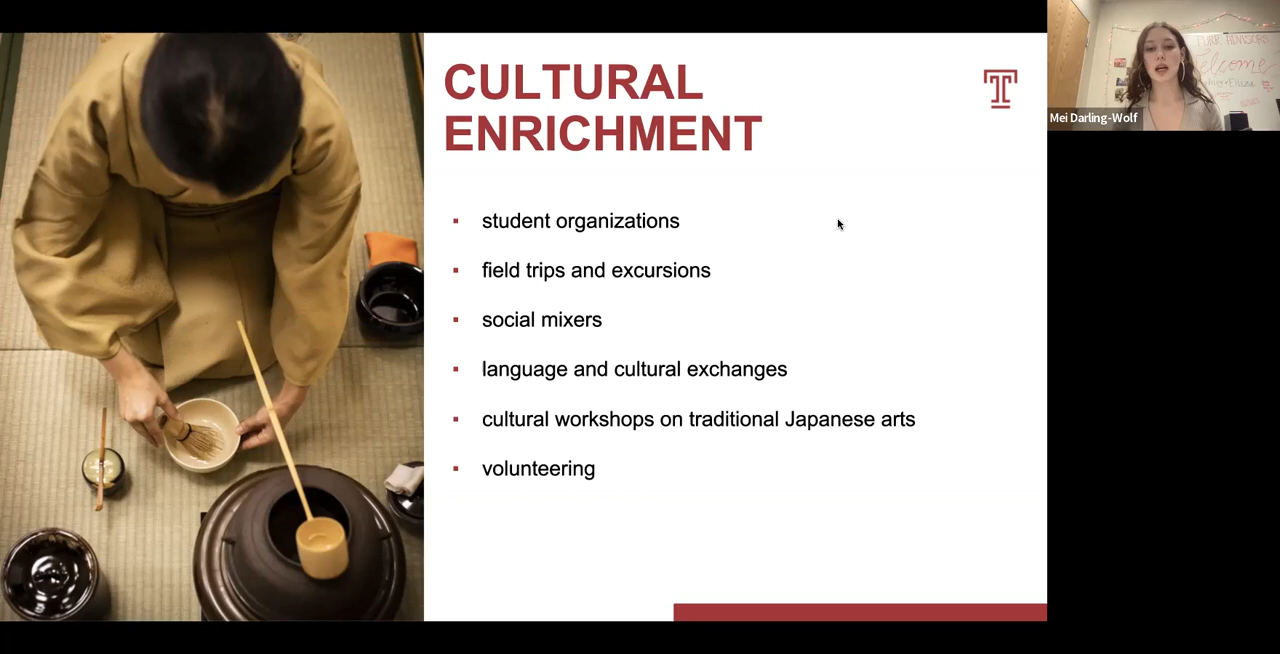 CULTURAL
ENRICHMENT
student organizations
field trips and excursions
social mixers
language and cultural exchanges
cultural workshops on traditional Japanese arts
volunteering
T
Mei Darling-Wolf
Welcome